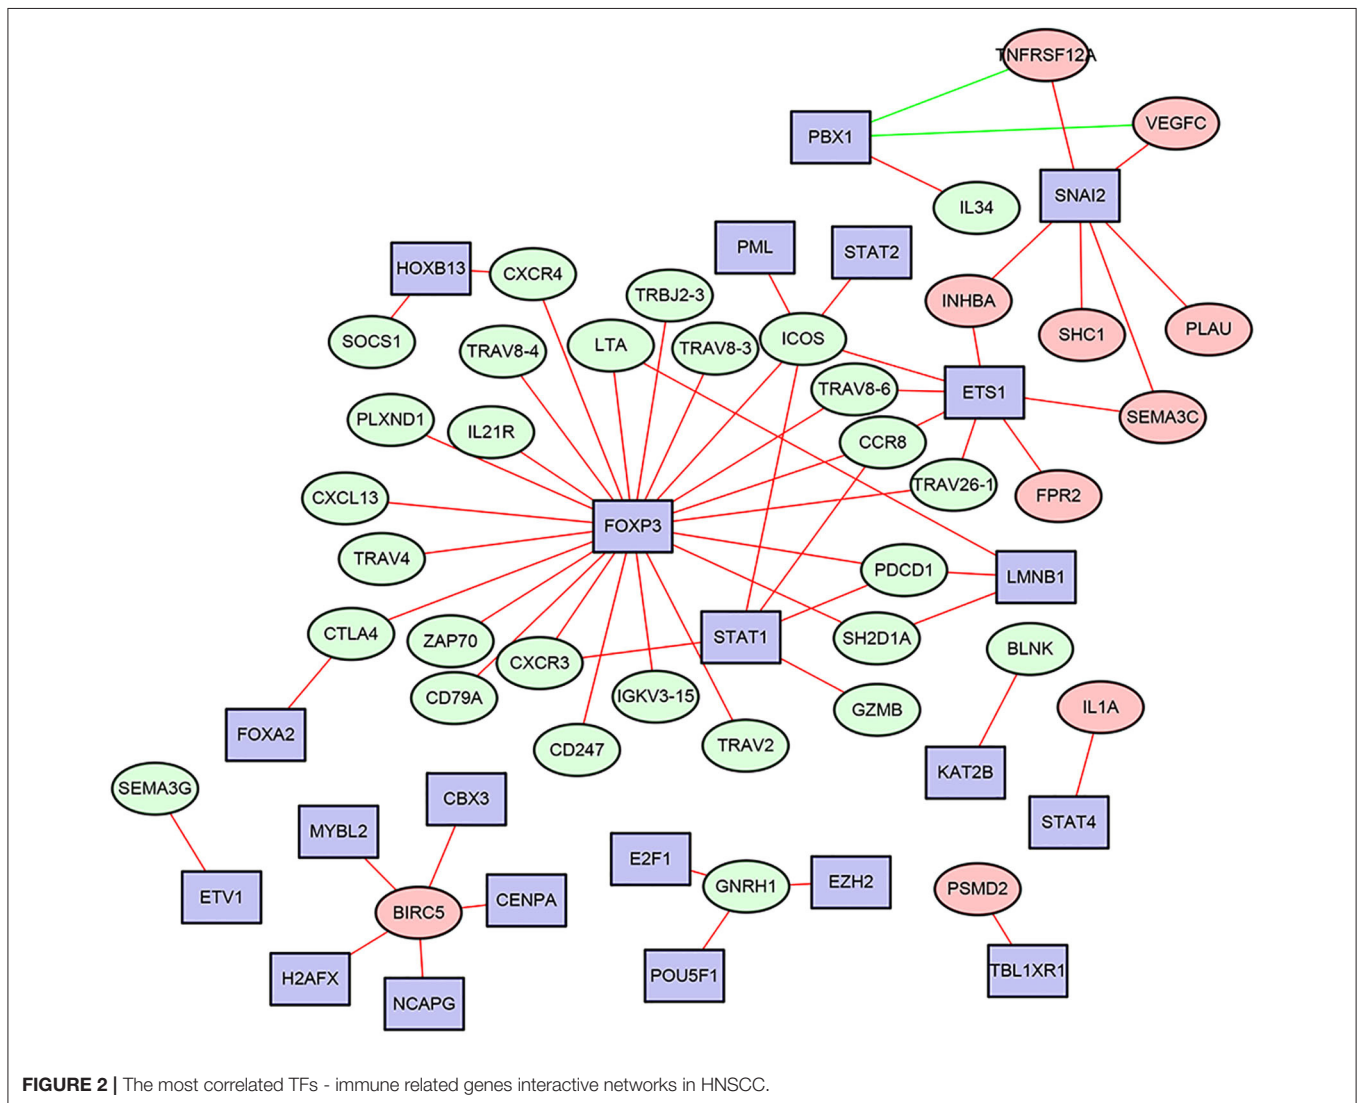 TNFRSF12A
VEGFC
PBX1
SNAI2
IL34
PML
STAT2
HOXB13
CXCR4
TRBJ2-3
INHBA
SHC1
PLAU
SOCS1
TRAV8-4
LTA
TRAV8-3
ICOS
TRAV8-6
ETS1
SEMA3C
PLXND1
IL21R
CCR8
TRAV26-1
FPR2
CXCL13
FOXP3
TRAV4
PDCD1
LMNB1
CTLA4
ZAP70
CXCR3
STAT1
SH2D1A
BLNK
CD79A
IGKV3-15
GZMB
IL1A
FOXA2
CD247
TRAV2
KAT2B
SEMA3G
CBX3
MYBL2
STAT4
E2F1
GNRH1
EZH2
PSMD2
ETV1
BIRC5
CENPA
H2AFX
NCAPG
POU5F1
TBL1XR1
FIGURE 2 | The most correlated TFs - immune related genes interactive networks in HNSCC.